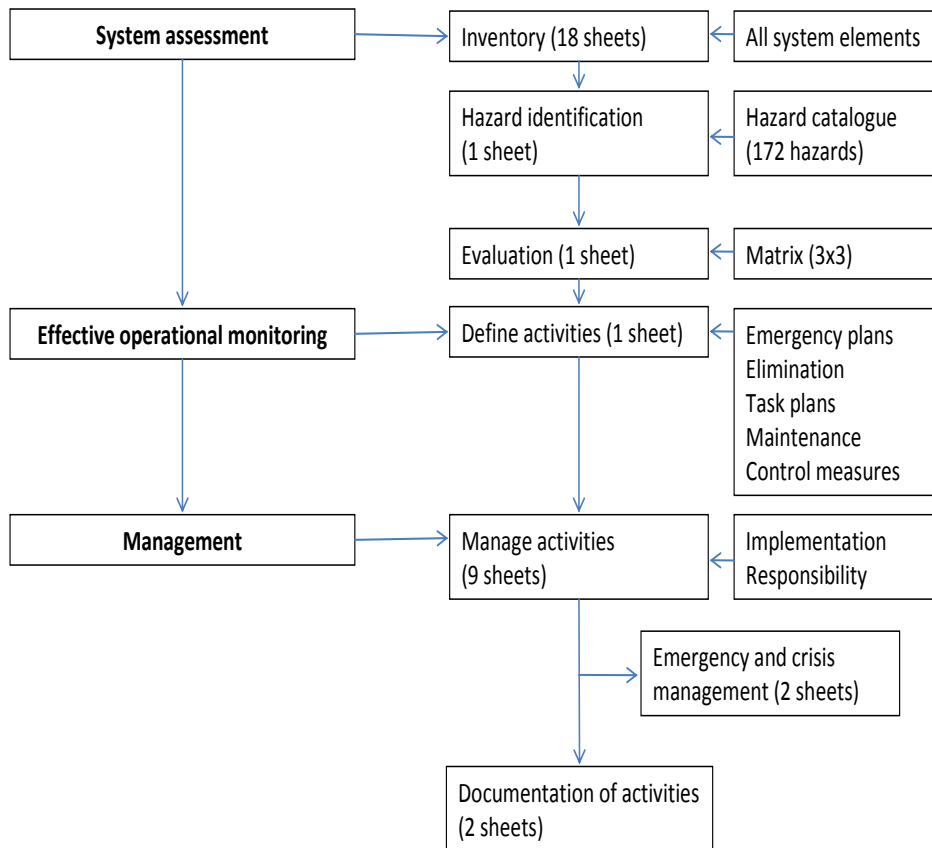 System assessment
Inventory (18 sheets)
All system elements
Hazard identification
(1 sheet)
Hazard catalogue
(172 hazards)
Evaluation (1 sheet)
Matrix (3x3)
Effective operational monitoring
Define activities (1 sheet)
Emergency plans
Elimination
Task plans
Maintenance
Control measures
Management
Manage activities
(9 sheets)
Implementation
Responsibility
Emergency and crisis
management (2 sheets)
Documentation of activities
(2 sheets)